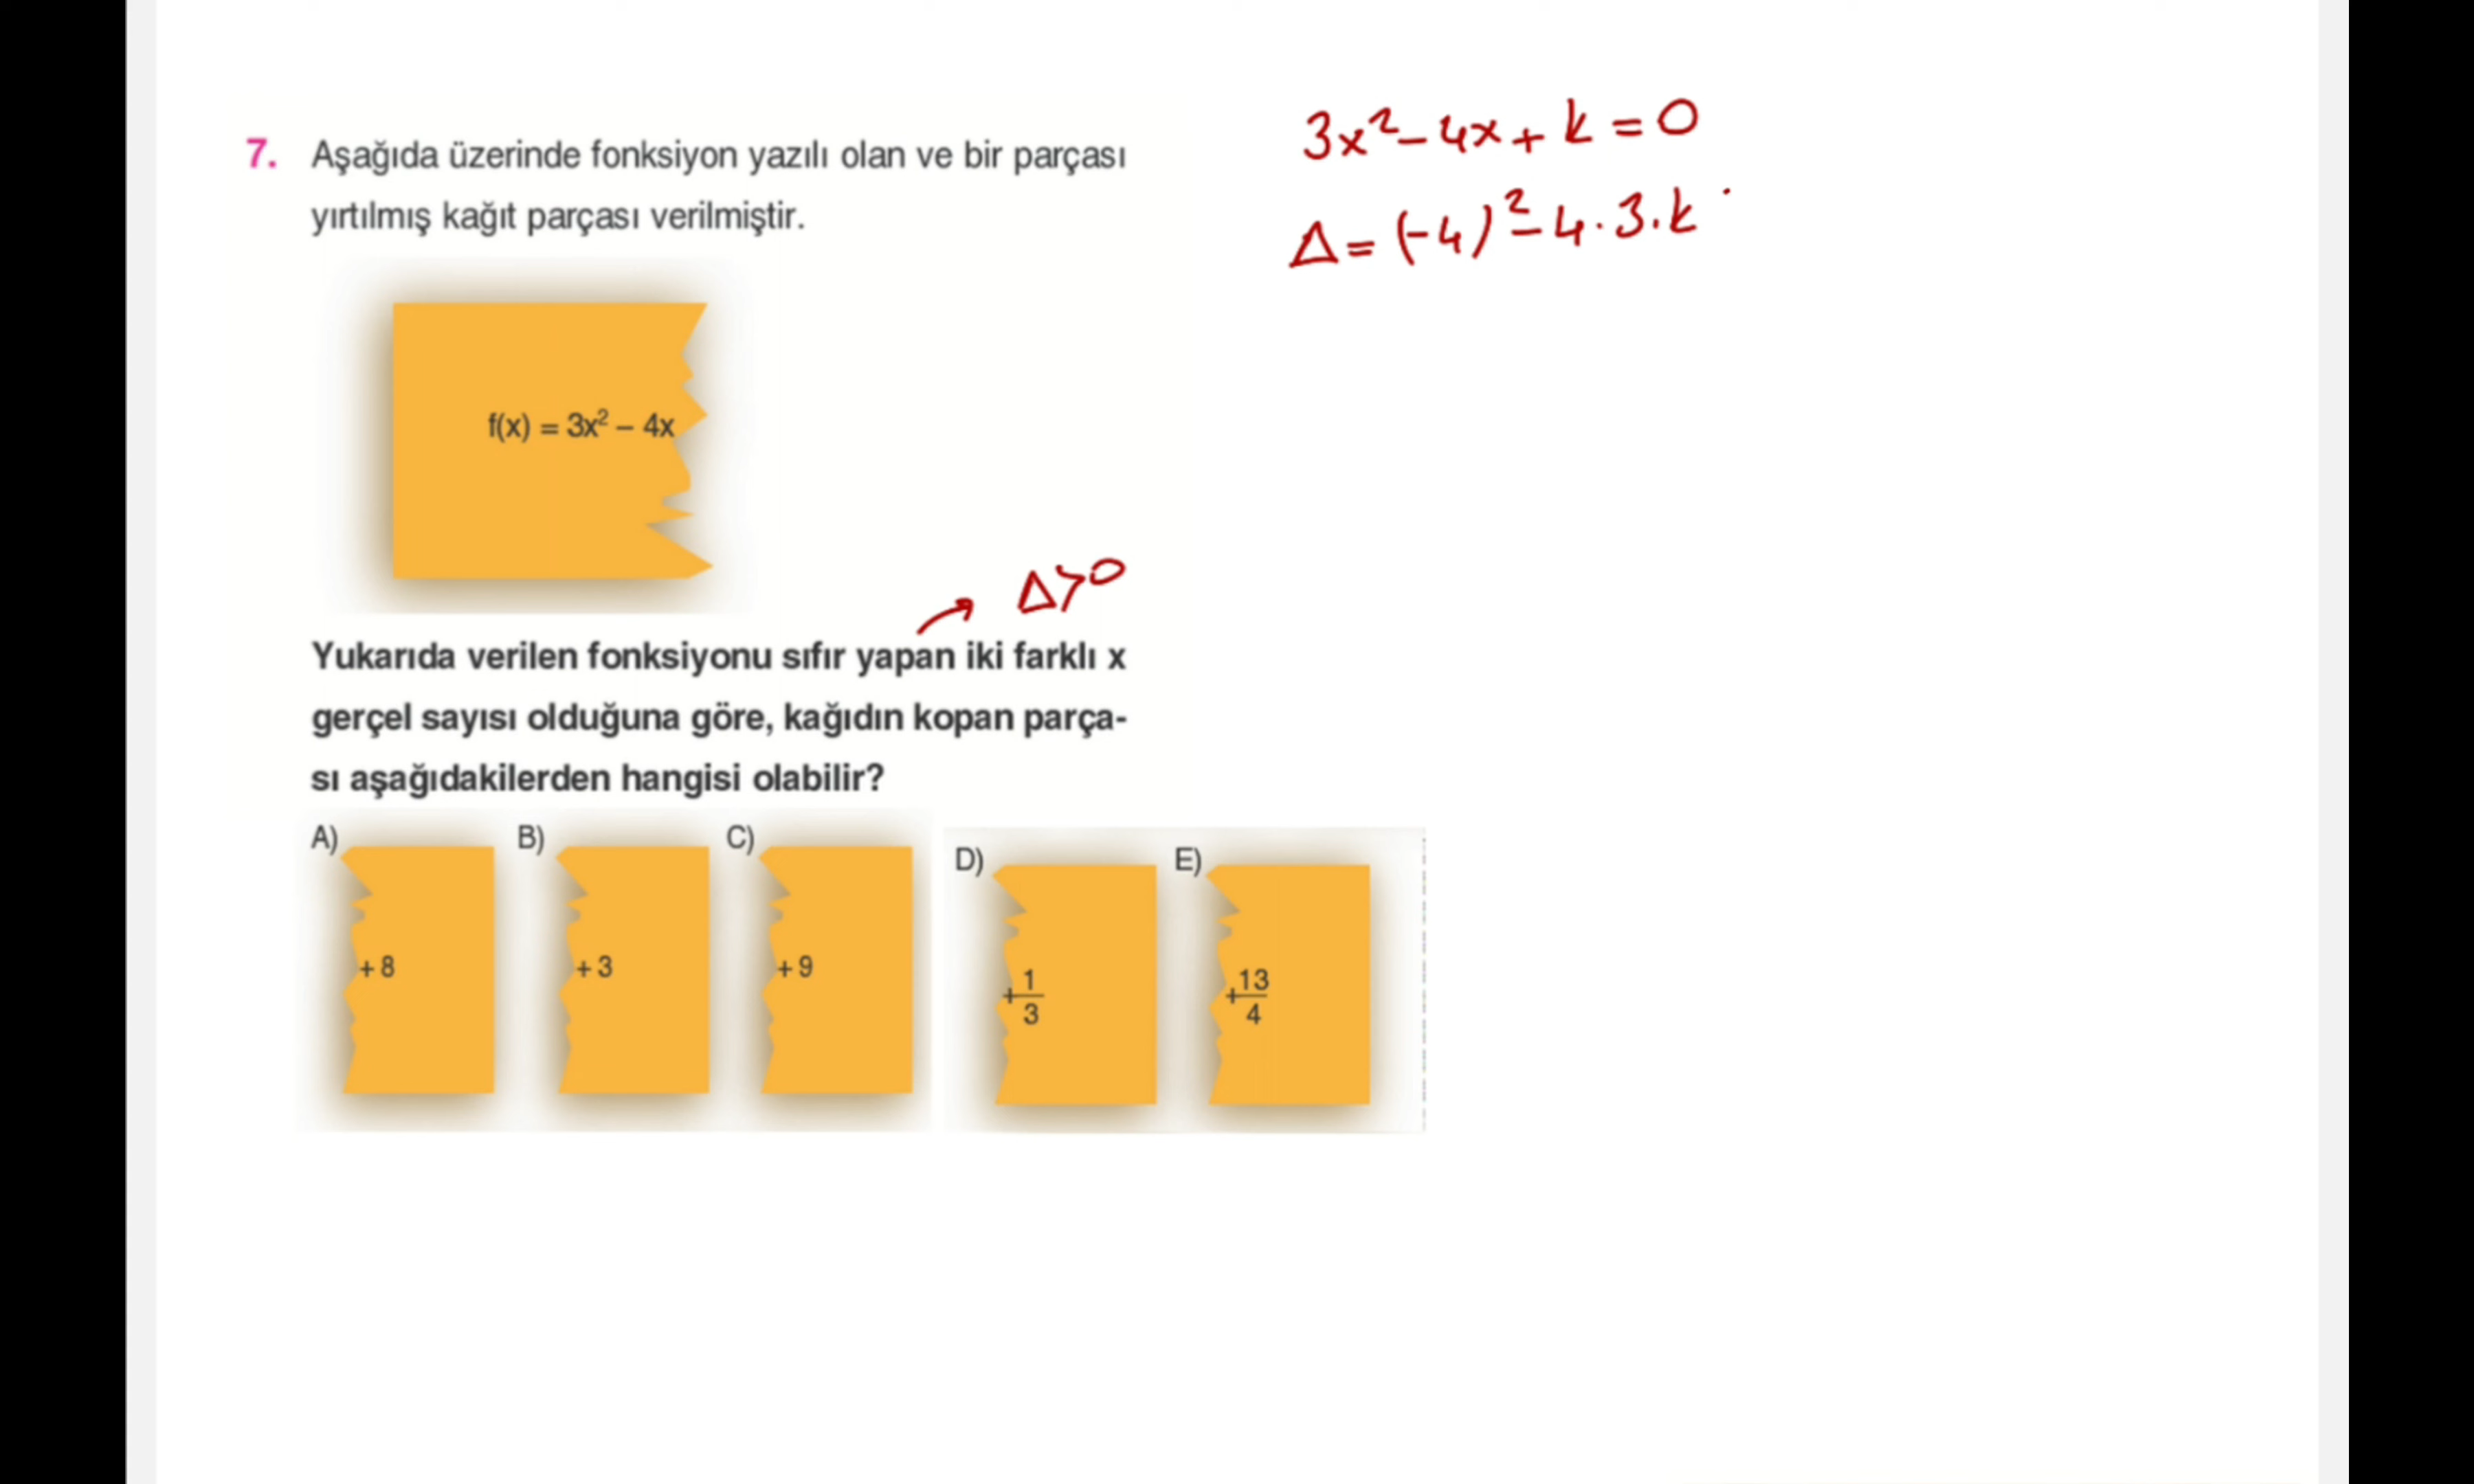 7. Aşağıda üzerinde fonksiyon yazılı olan ve bir parçası
yırtılmış kağıt parçası verilmiştir.
f(x) = 3x² – 4x
Yukarıda verilen fonksiyonu sıfır yapan iki farklı x
gerçel sayısı olduğuna göre, kağıdın kopan parça-
sı aşağıdakilerden hangisi olabilir?
A) + 8
B) + 3
C) + 9
D) + 1/3
E) + 13/4
3x² – 4x + k = 0
Δ = (-4)² – 4 · 3 · k
Δ > 0